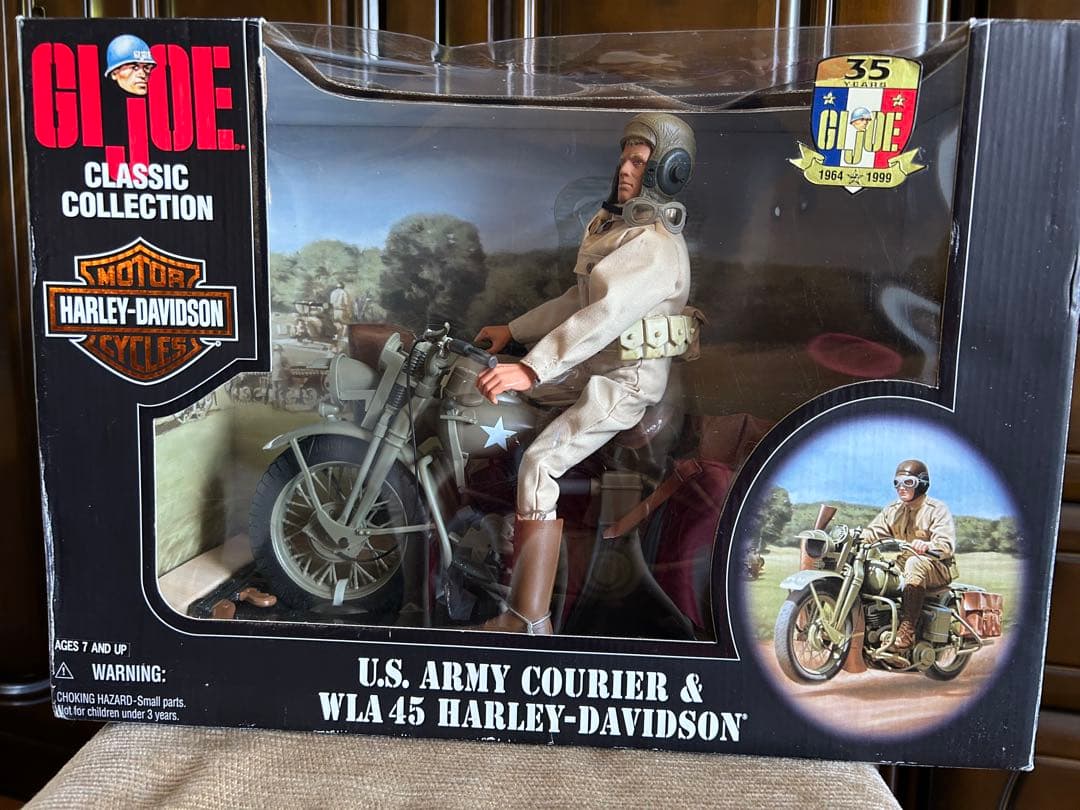 GI JOE
CLASSIC
COLLECTION
MOTOR
HARLEY-DAVIDSON
CYCLES
35
YEARS
GI JOE
1964 1999
AGES 7 AND UP
WARNING:
CHOKING HAZARD-Small parts.
Not for children under 3 years.
U.S. ARMY COURIER &
WLA 45 HARLEY-DAVIDSON